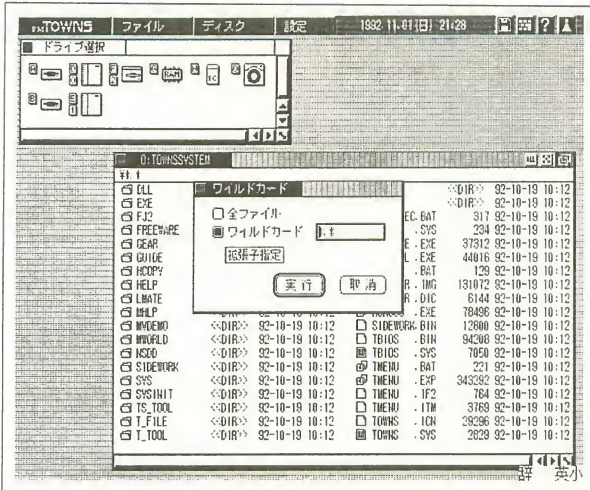 FMTOWNS ファイル ディスク 設定 1992-11-01(日) 21:28
ドライブ選択
RAM
IC
Q:TOWNSSYSTEM
ワイルドカード
全ファイル
ワイルドカード *.*
拡張子指定
実行 取消
DLL <<DIR>> 92-10-19 10:12
EXE <<DIR>> 92-10-19 10:12
FJ2 EC.BAT 317 92-10-19 10:12
FREEWARE .SYS 234 92-10-19 10:12
GEAR E .EXE 37312 92-10-19 10:12
GUIDE L .EXE 44016 92-10-19 10:12
HCOPY .BAT 129 92-10-19 10:12
HELP R .IMG 131072 92-10-19 10:12
LMATE R .DIC 6144 92-10-19 10:12
MHLP .EXE 78496 92-10-19 10:12
MVDEMO <<DIR>> 92-10-19 10:12 SIDEWORK.BIN 12800 92-10-19 10:12
MWORLD <<DIR>> 92-10-19 10:12 TBIOS .BIN 94208 92-10-19 10:12
NSDD <<DIR>> 92-10-19 10:12 TBIOS .SYS 7050 92-10-19 10:12
SIDEWORK <<DIR>> 92-10-19 10:12 TMENU .BAT 221 92-10-19 10:12
SYS <<DIR>> 92-10-19 10:12 TMENU .EXP 343292 92-10-19 10:12
SYSINIT <<DIR>> 92-10-19 10:12 TMENU .IF2 764 92-10-19 10:12
TS_TOOL <<DIR>> 92-10-19 10:12 TMENU .ITM 3769 92-10-19 10:12
T_FILE <<DIR>> 92-10-19 10:12 TOWNS .ICN 29296 92-10-19 10:12
T_TOOL <<DIR>> 92-10-19 10:12 TOWNS .SYS 2829 92-10-19 10:12
辞 英小